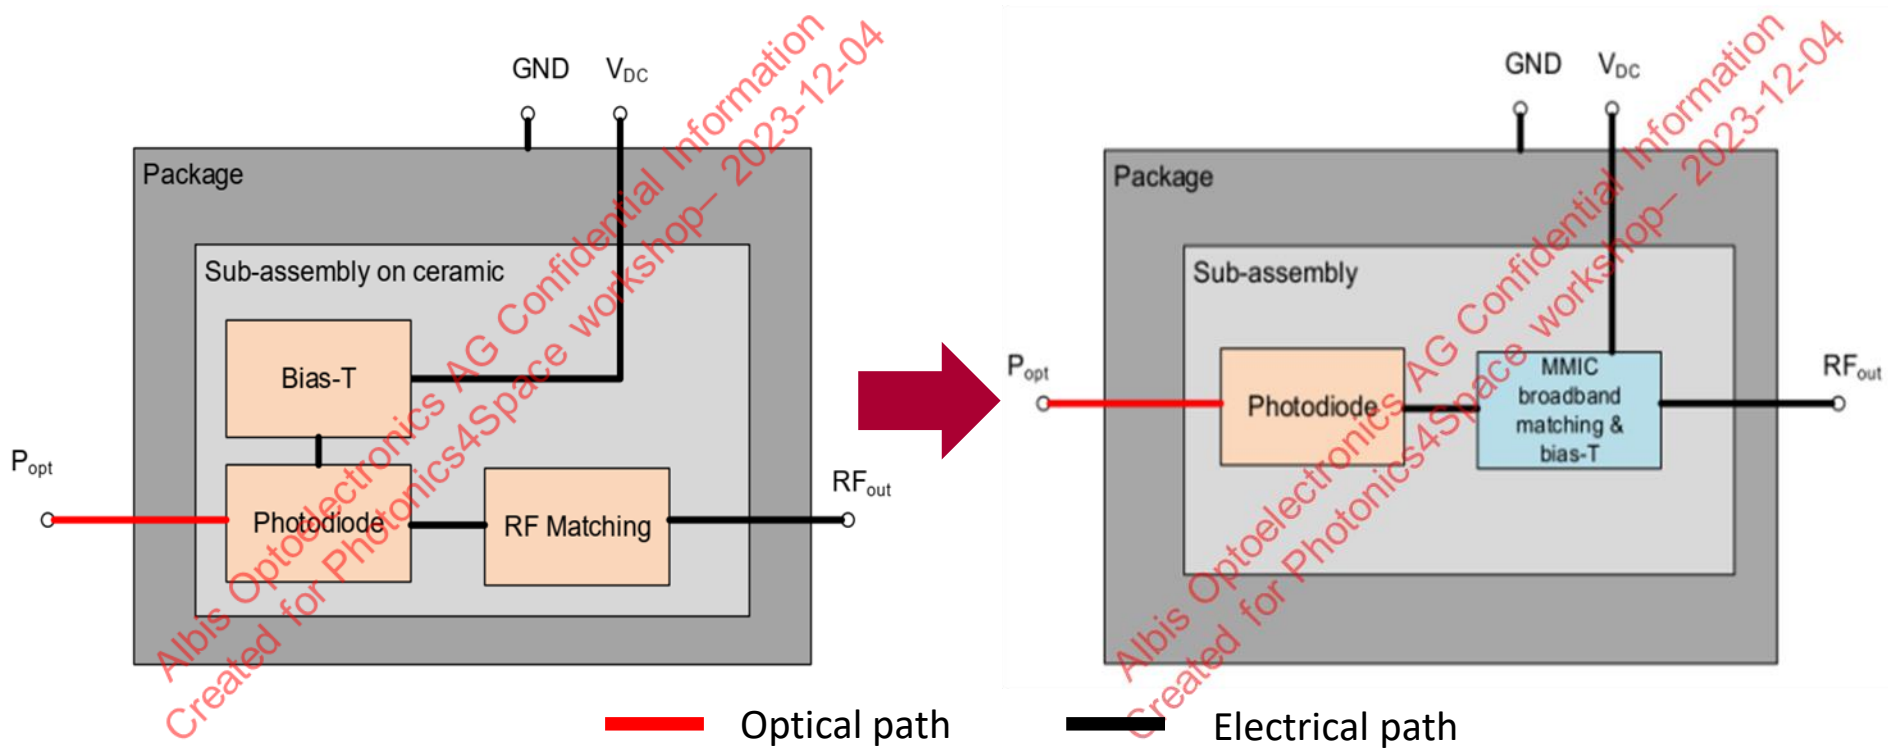 GND
VDC
Package
Sub-assembly on ceramic
Bias-T
Popt
Photodiode
RF Matching
RFout
Albis Optoelectronics AG Confidential Information
Created for Photonics4Space workshop– 2023-12-04
GND
VDC
Package
Sub-assembly
Popt
Photodiode
MMIC
broadband
matching &
bias-T
RFout
Albis Optoelectronics AG Confidential Information
Created for Photonics4Space workshop– 2023-12-04
Optical path
Electrical path